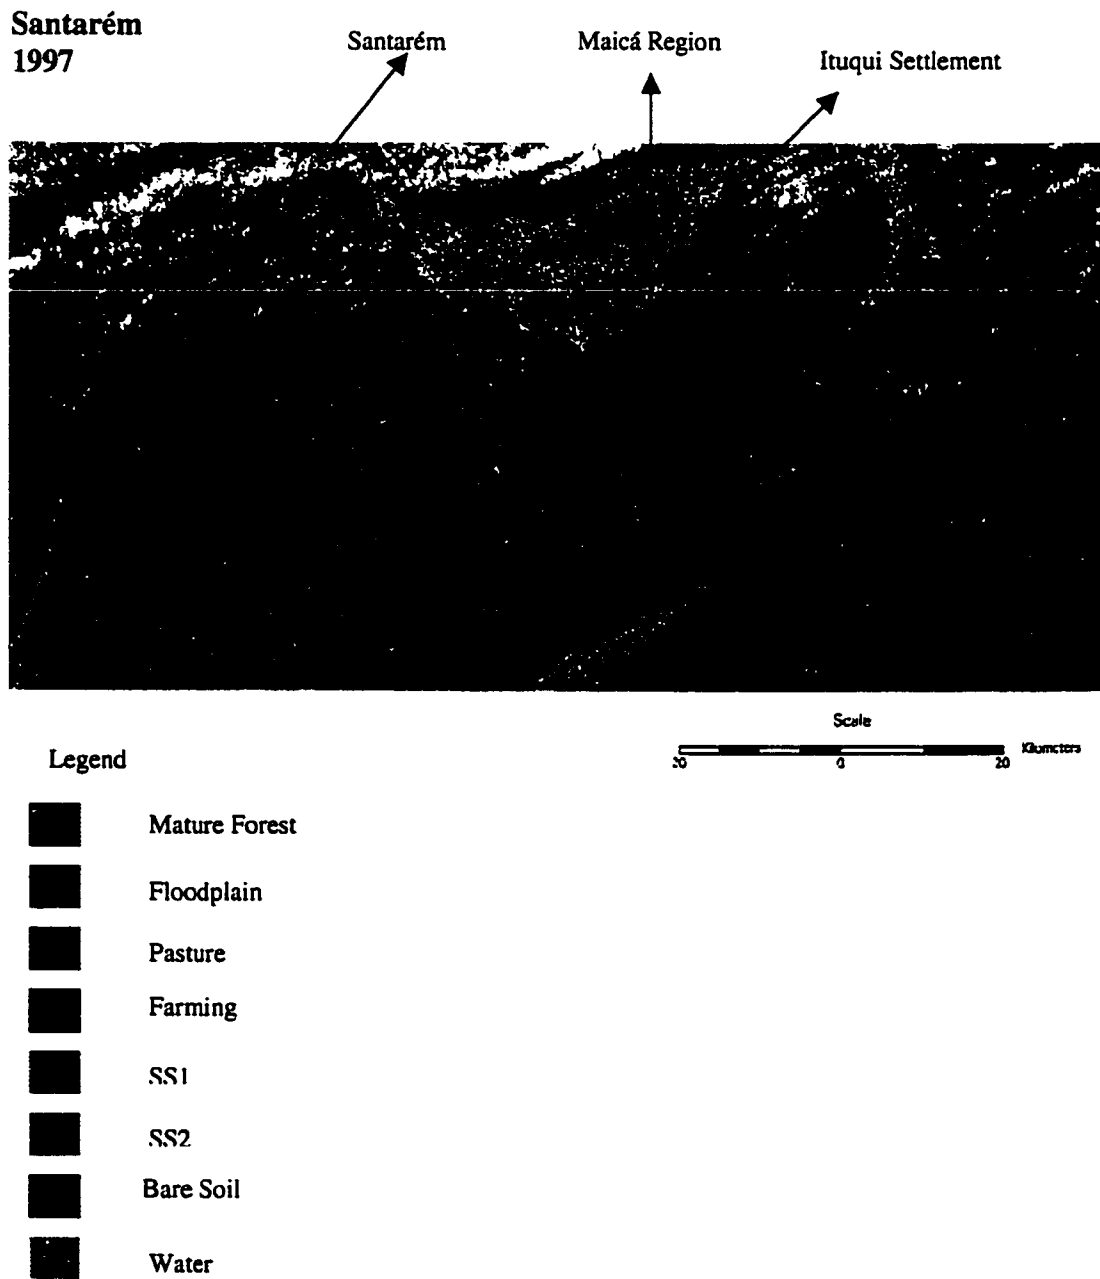 Santarém
1997
Santarém
Maicá Region
Ituqui Settlement
Scale
20 0 20 Kilometers
Legend
Mature Forest
Floodplain
Pasture
Farming
SS1
SS2
Bare Soil
Water